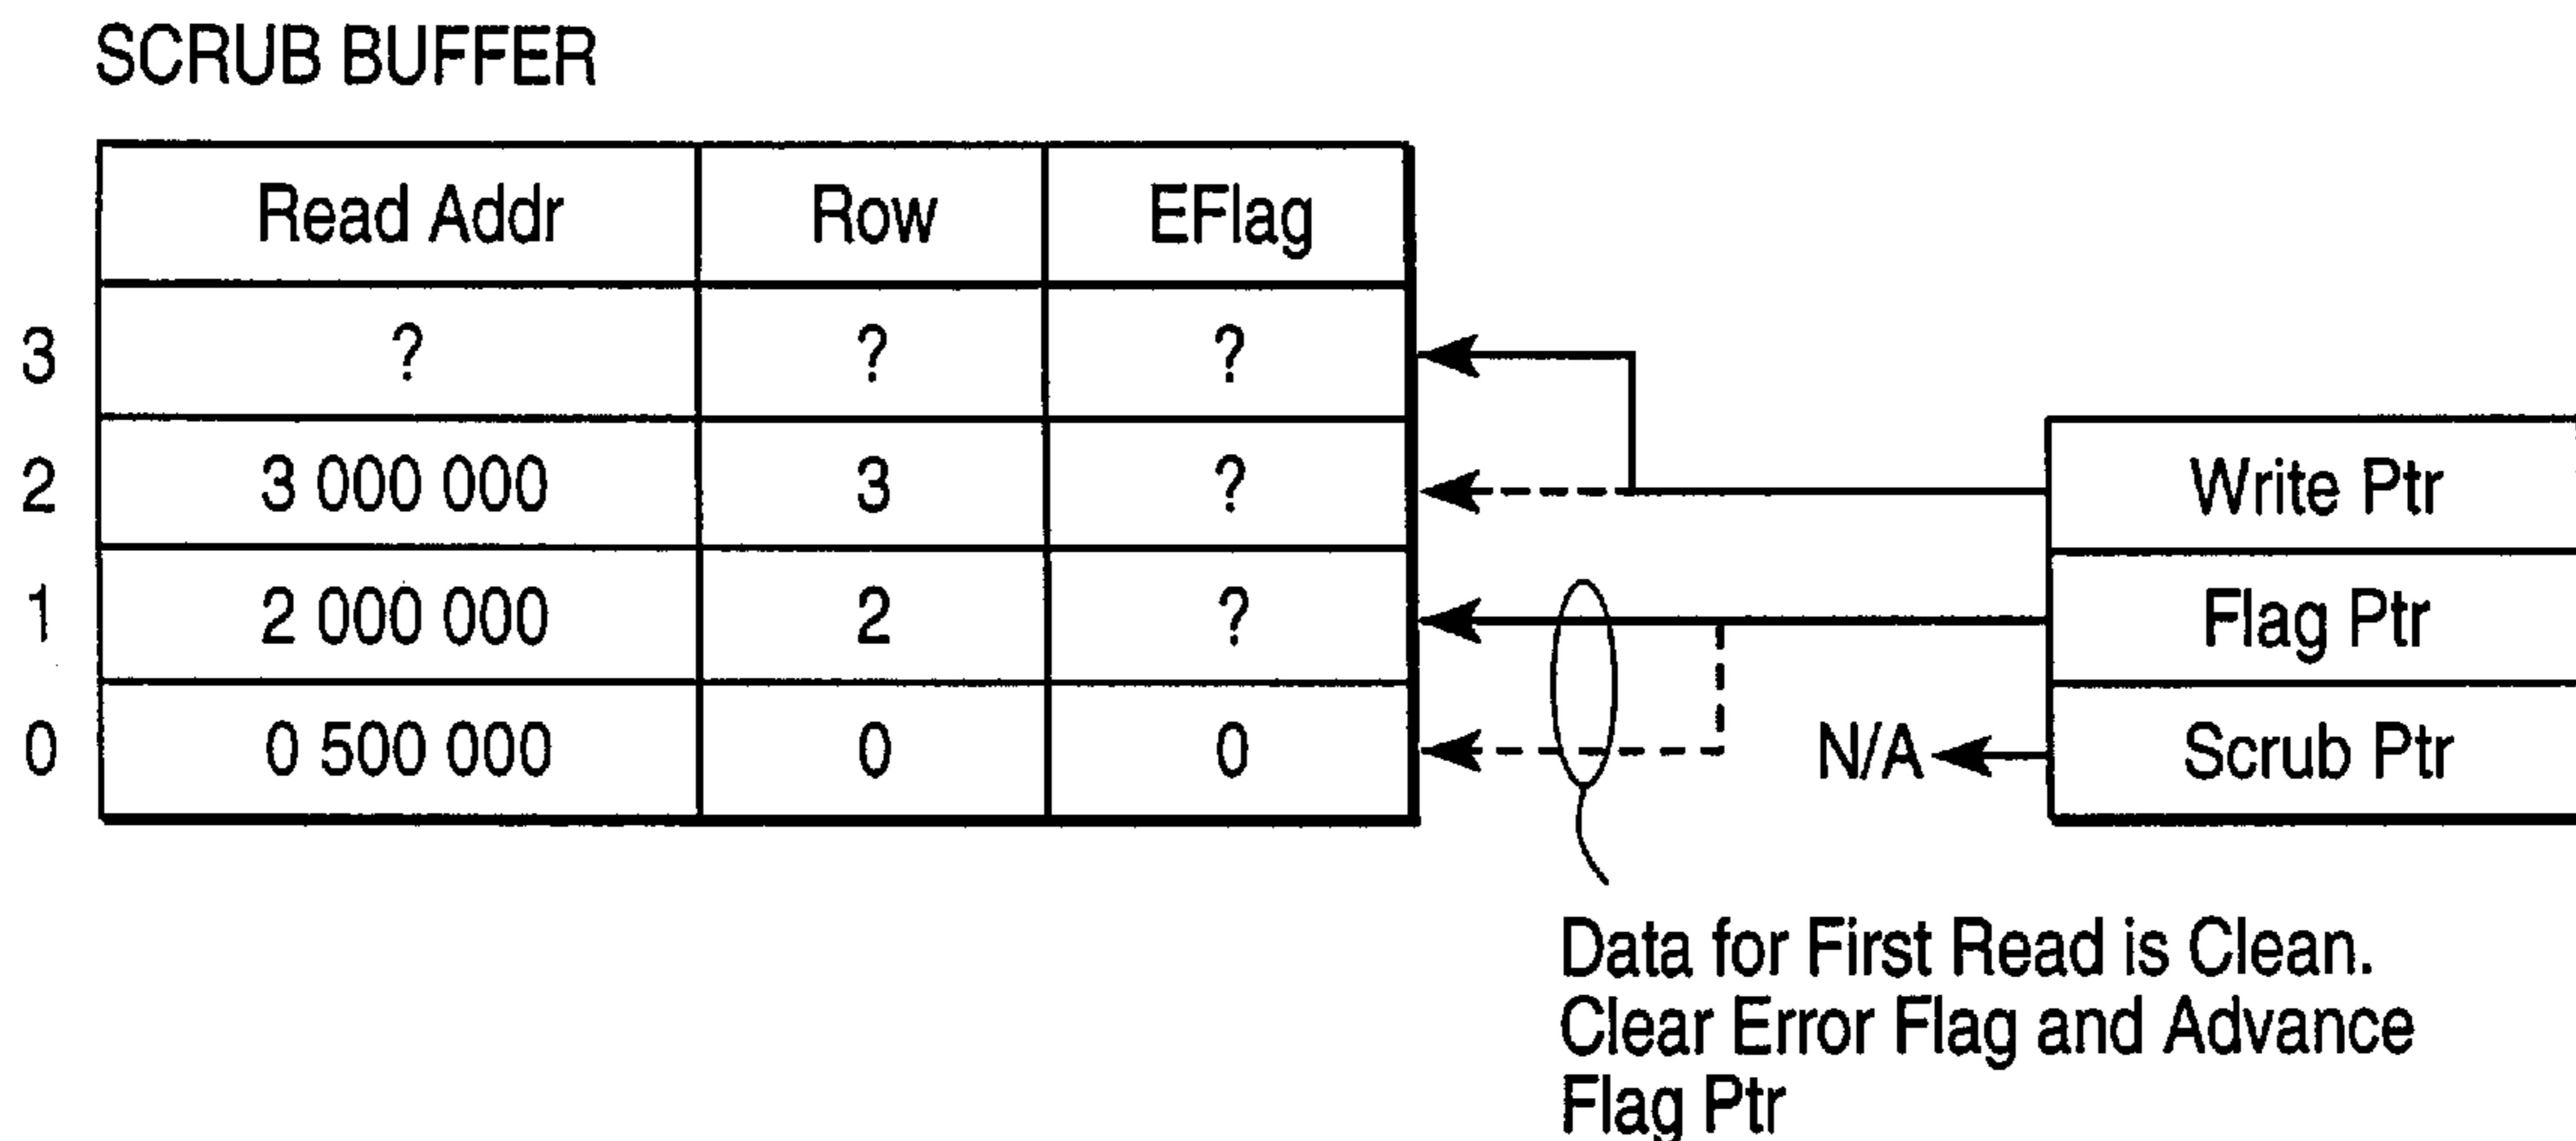 SCRUB BUFFER
Read Addr Row EFlag
3 ? ? ?
2 3 000 000 3 ? Write Ptr
1 2 000 000 2 ? Flag Ptr
0 0 500 000 0 0 N/A Scrub Ptr
Data for First Read is Clean.
Clear Error Flag and Advance
Flag Ptr